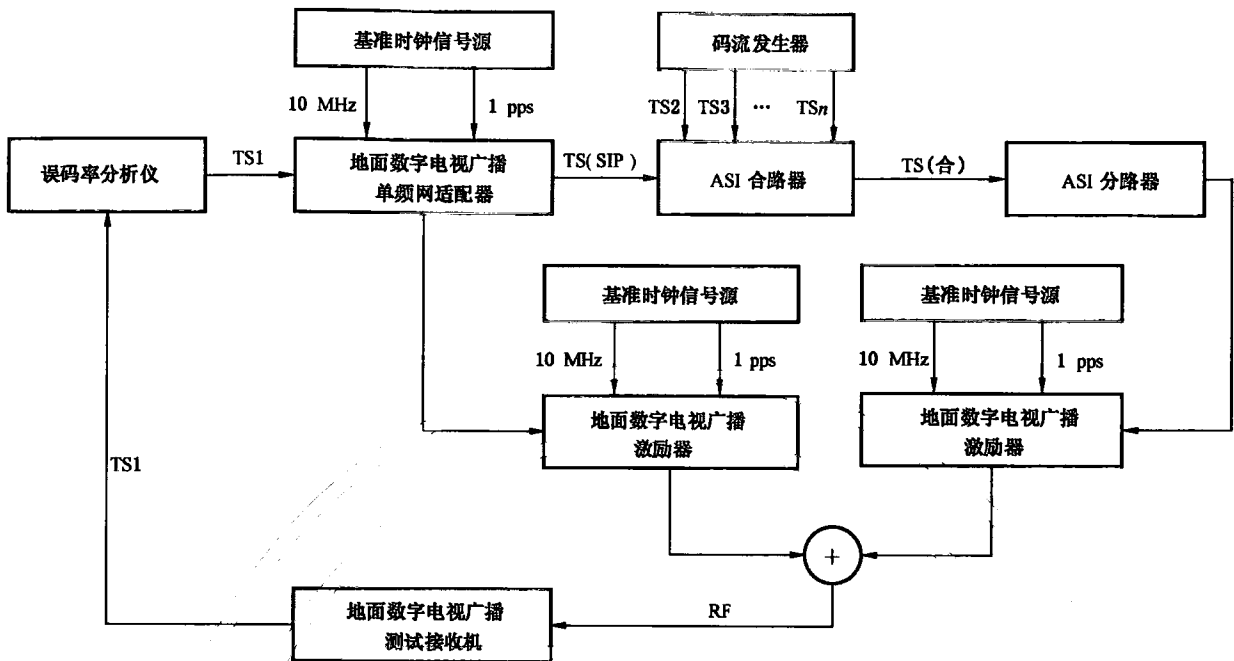 基准时钟信号源
码流发生器
10 MHz
1 pps
TS2
TS3
…
TSn
误码率分析仪
TS1
地面数字电视广播
单频网适配器
TS(SIP)
ASI 合路器
TS(合)
ASI 分路器
基准时钟信号源
基准时钟信号源
10 MHz
1 pps
10 MHz
1 pps
地面数字电视广播
激励器
地面数字电视广播
激励器
TS1
+
RF
地面数字电视广播
测试接收机